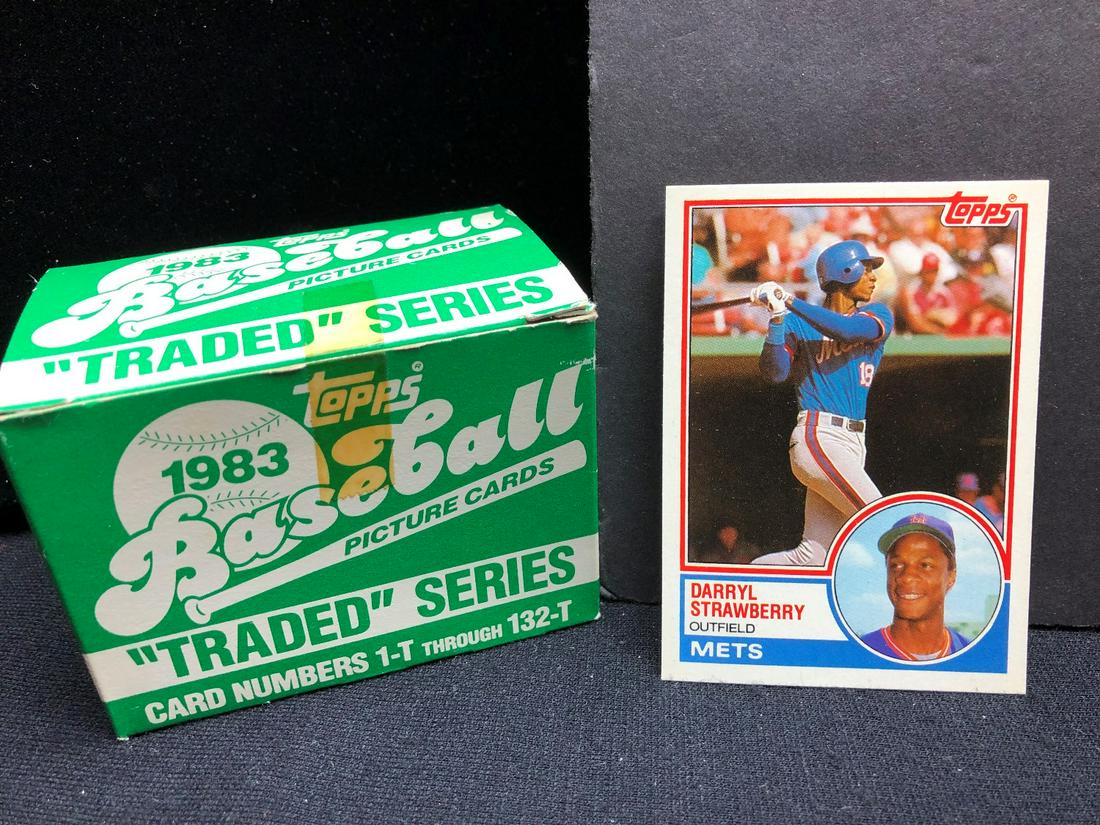 Topps
1983
Baseball
PICTURE CARDS
"TRADED" SERIES
Topps®
1983
Baseball
PICTURE CARDS
"TRADED" SERIES
CARD NUMBERS 1-T THROUGH 132-T
Topps®
18
DARRYL
STRAWBERRY
OUTFIELD
METS